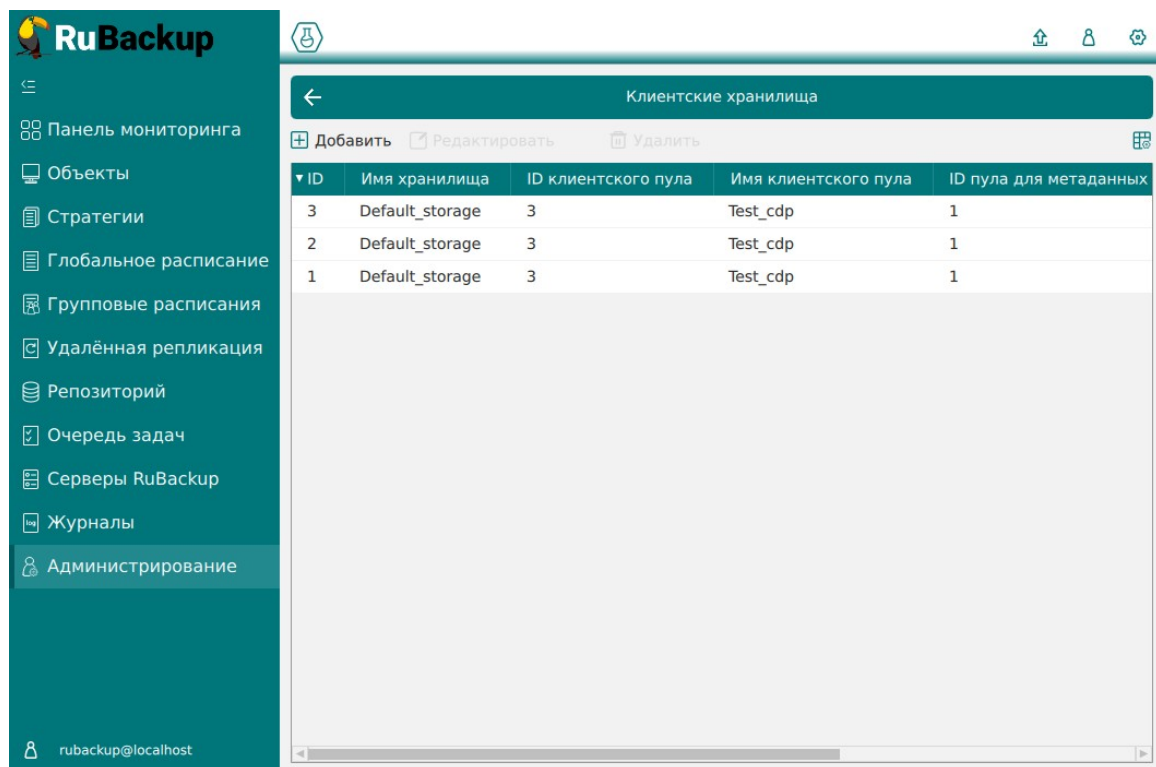 RuBackup
Клиентские хранилища
Панель мониторинга
Объекты
Стратегии
Глобальное расписание
Групповые расписания
Удалённая репликация
Репозиторий
Очередь задач
Серверы RuBackup
log Журналы
Администрирование
rubackup@localhost
Добавить Редактировать Удалить
ID Имя хранилища ID клиентского пула Имя клиентского пула ID пула для метаданных
3 Default_storage 3 Test_cdp 1
2 Default_storage 3 Test_cdp 1
1 Default_storage 3 Test_cdp 1